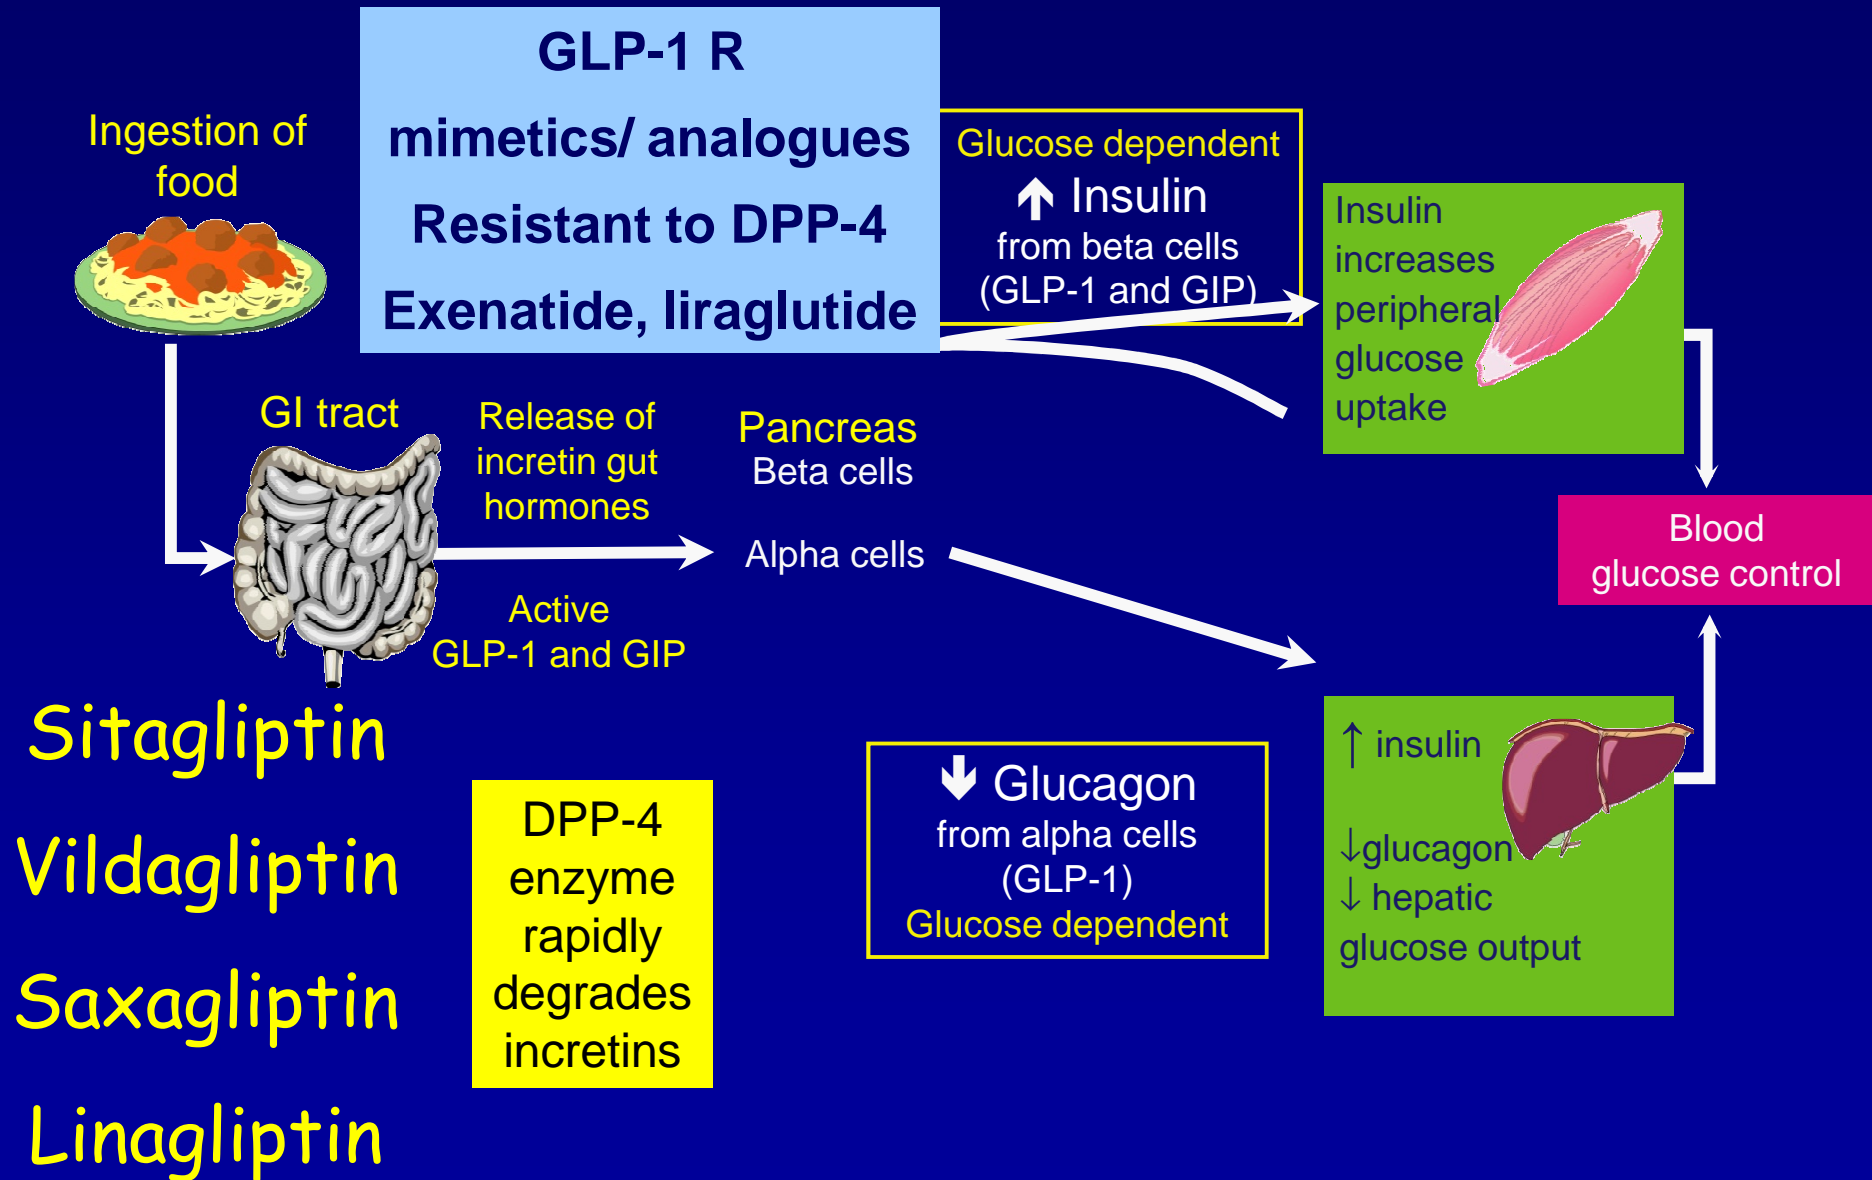 GLP-1 R
mimetics/ analogues
Resistant to DPP-4
Exenatide, liraglutide
Ingestion of
food
Glucose dependent
🡹 Insulin
from beta cells
(GLP-1 and GIP)
Insulin
increases
peripheral
glucose
uptake
GI tract
Release of
incretin gut
hormones
Pancreas
Beta cells
Alpha cells
Active
GLP-1 and GIP
Blood
glucose control
Sitagliptin
Vildagliptin
Saxagliptin
Linagliptin
DPP-4
enzyme
rapidly
degrades
incretins
🡻 Glucagon
from alpha cells
(GLP-1)
Glucose dependent
↑ insulin
↓glucagon
↓ hepatic
glucose output